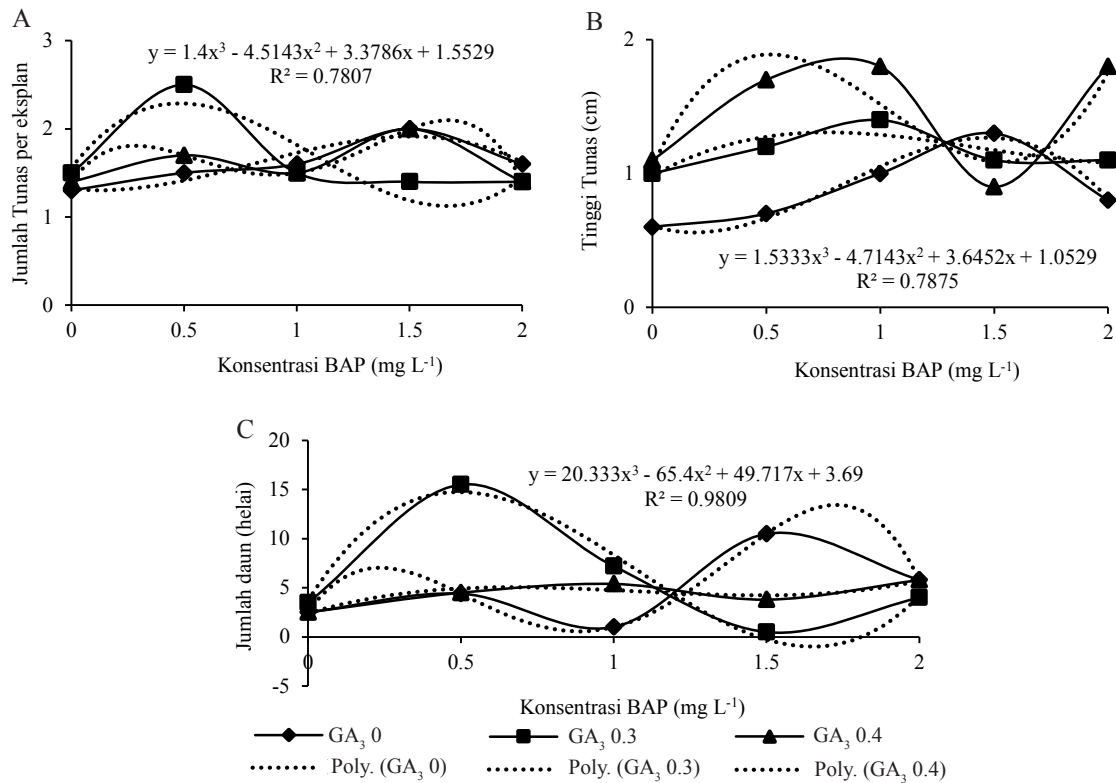 A
y = 1.4x³ - 4.5143x² + 3.3786x + 1.5529
R² = 0.7807
Jumlah Tunas per eksplan
3
2
1
0
0 0.5 1 1.5 2
Konsentrasi BAP (mg L⁻¹)
B
Tinggi Tunas (cm)
2
1
0
y = 1.5333x³ - 4.7143x² + 3.6452x + 1.0529
R² = 0.7875
0 0.5 1 1.5 2
Konsentrasi BAP (mg L⁻¹)
C
y = 20.333x³ - 65.4x² + 49.717x + 3.69
R² = 0.9809
Jumlah daun (helai)
20
15
10
5
0
-5
0 0.5 1 1.5 2
Konsentrasi BAP (mg L⁻¹)
GA₃ 0 GA₃ 0.3 GA₃ 0.4
Poly. (GA₃ 0) Poly. (GA₃ 0.3) Poly. (GA₃ 0.4)